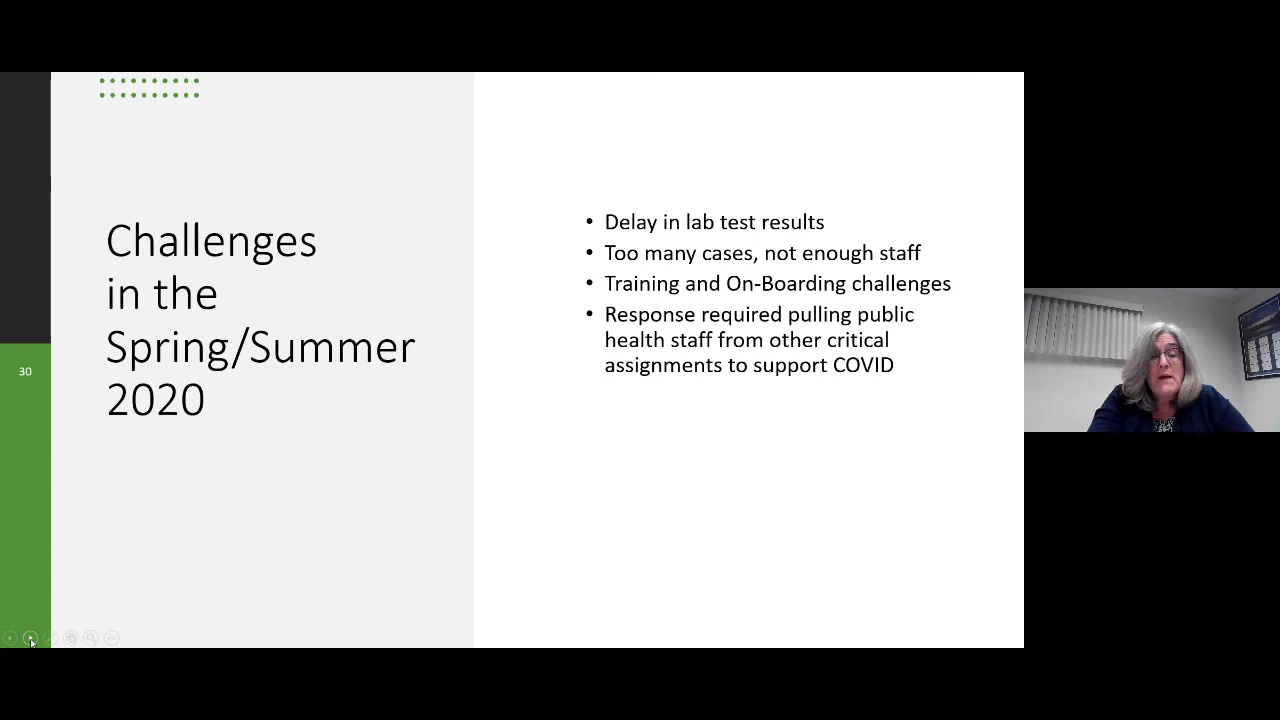 Challenges
in the
Spring/Summer
2020
30
• Delay in lab test results
• Too many cases, not enough staff
• Training and On-Boarding challenges
• Response required pulling public
health staff from other critical
assignments to support COVID